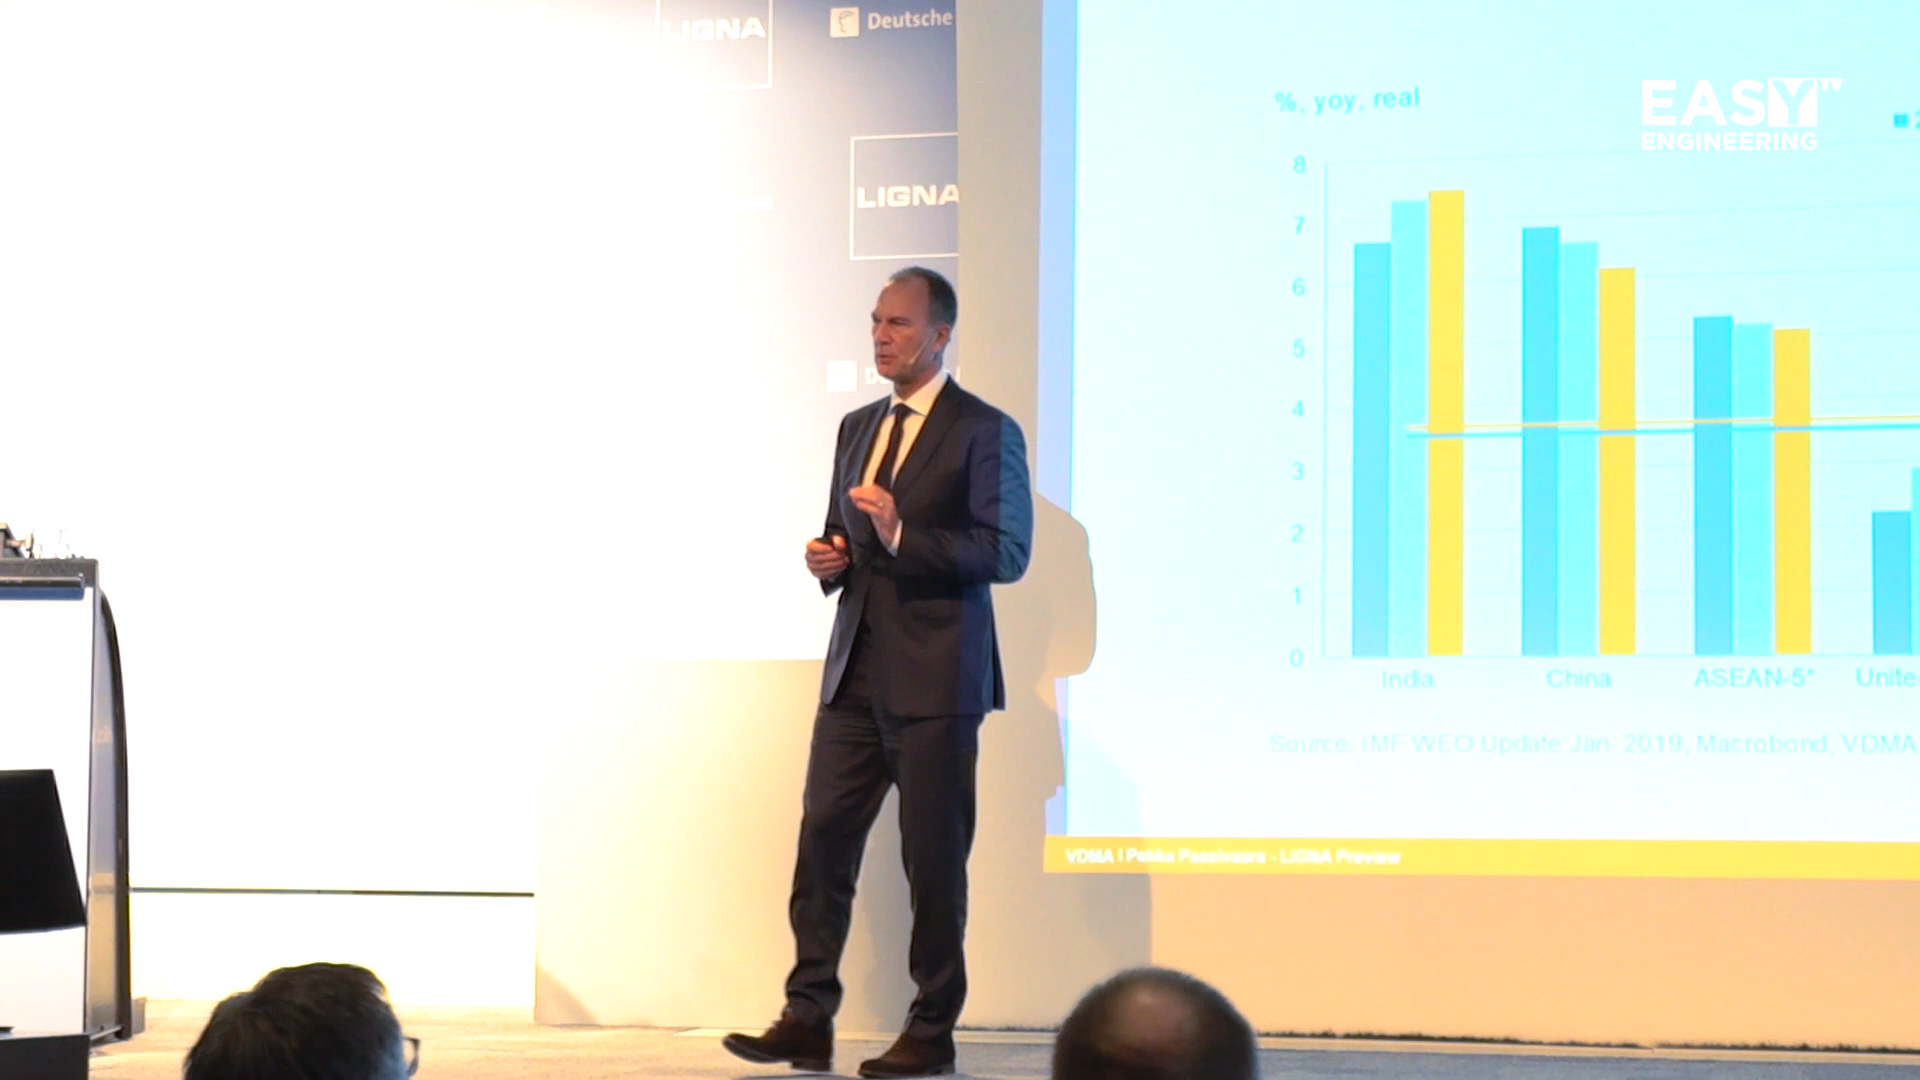 LIGNA
Deutsche
LIGNA
%, yoy, real
EASY TV
ENGINEERING
8
7
6
5
4
3
2
1
0
India
China
ASEAN-5*
Unite
Source: IMF WEO Update Jan. 2019, Macrobond, VDMA
VDMA | Pekka Paasivaara - LIGNA Preview